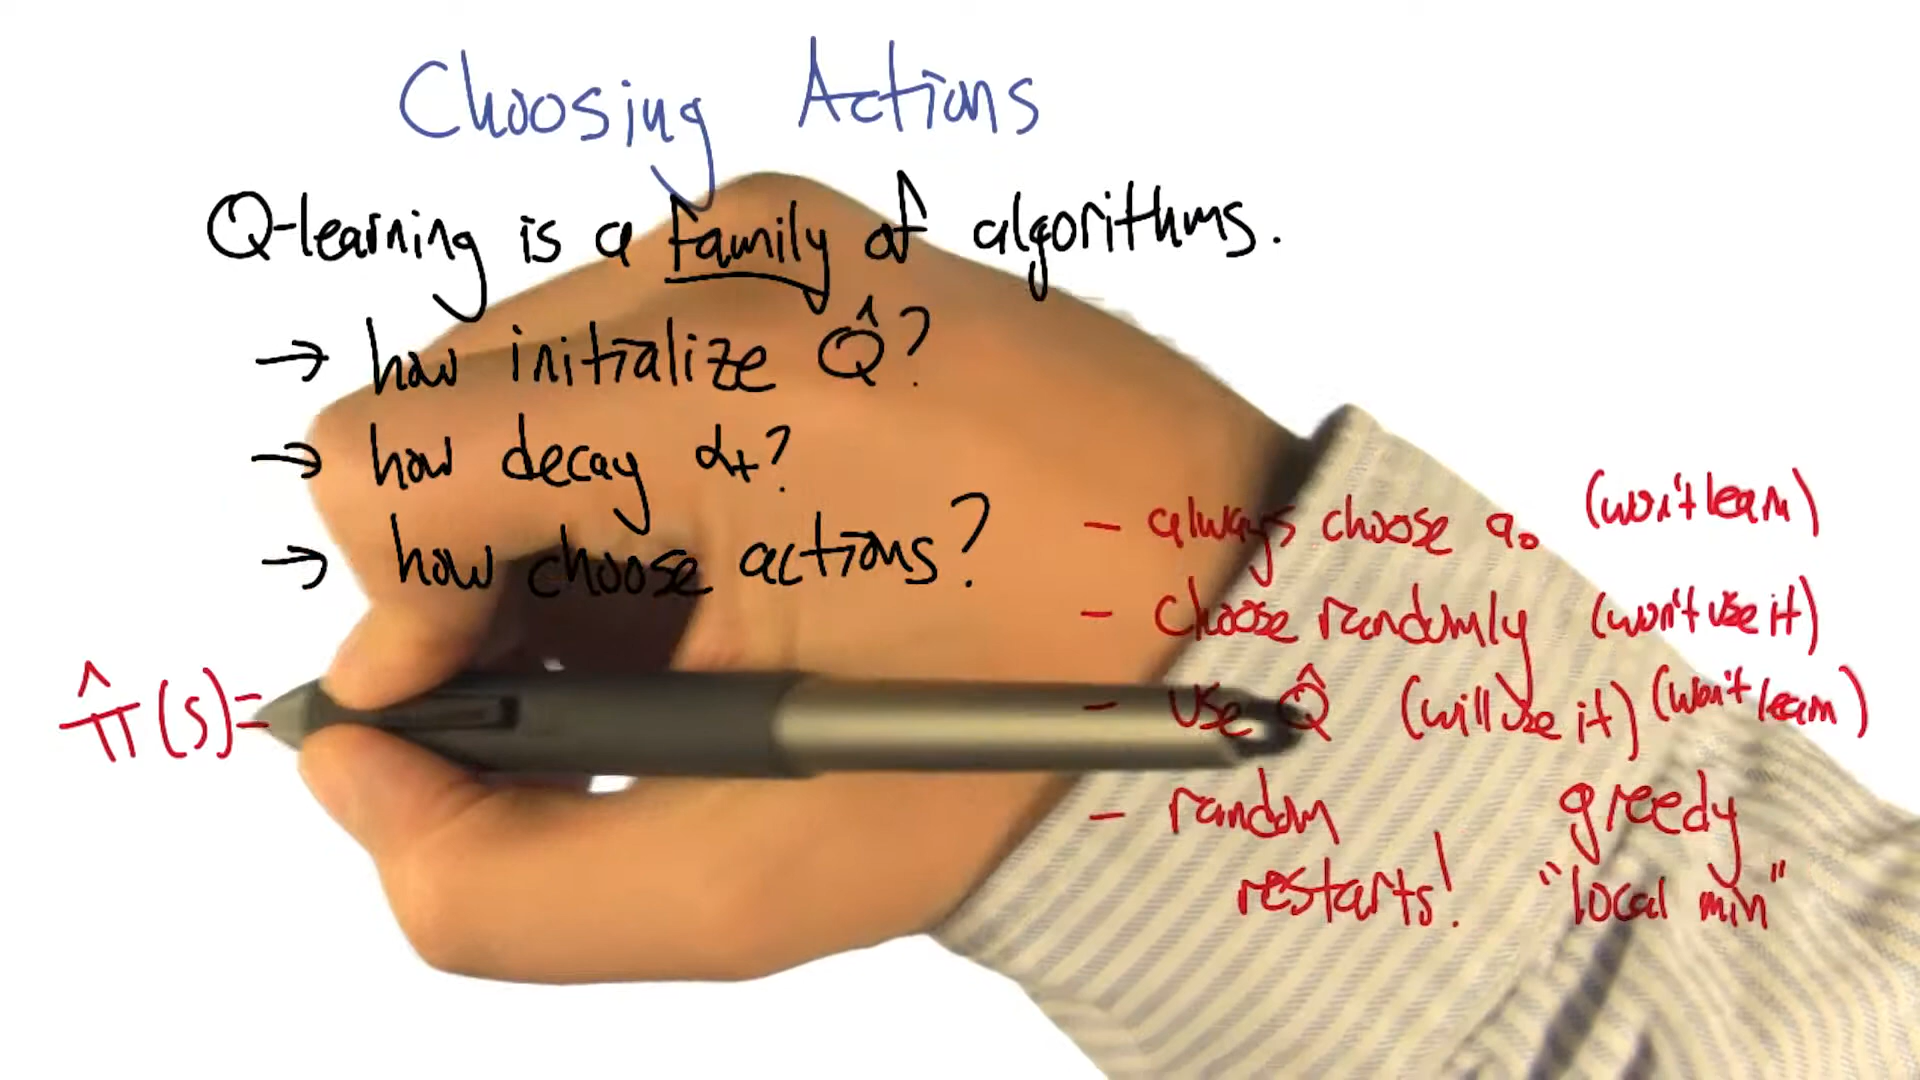 Choosing Actions
Q-learning is a family of algorithms.
→ how initialize Q̂?
→ how decay αt?
→ how choose actions?
- always choose a0 (won't learn)
- choose randomly (won't use it)
- use Q̂ (will use it) (won't learn)
- random restarts!
greedy
"local min"
π̂(s)=